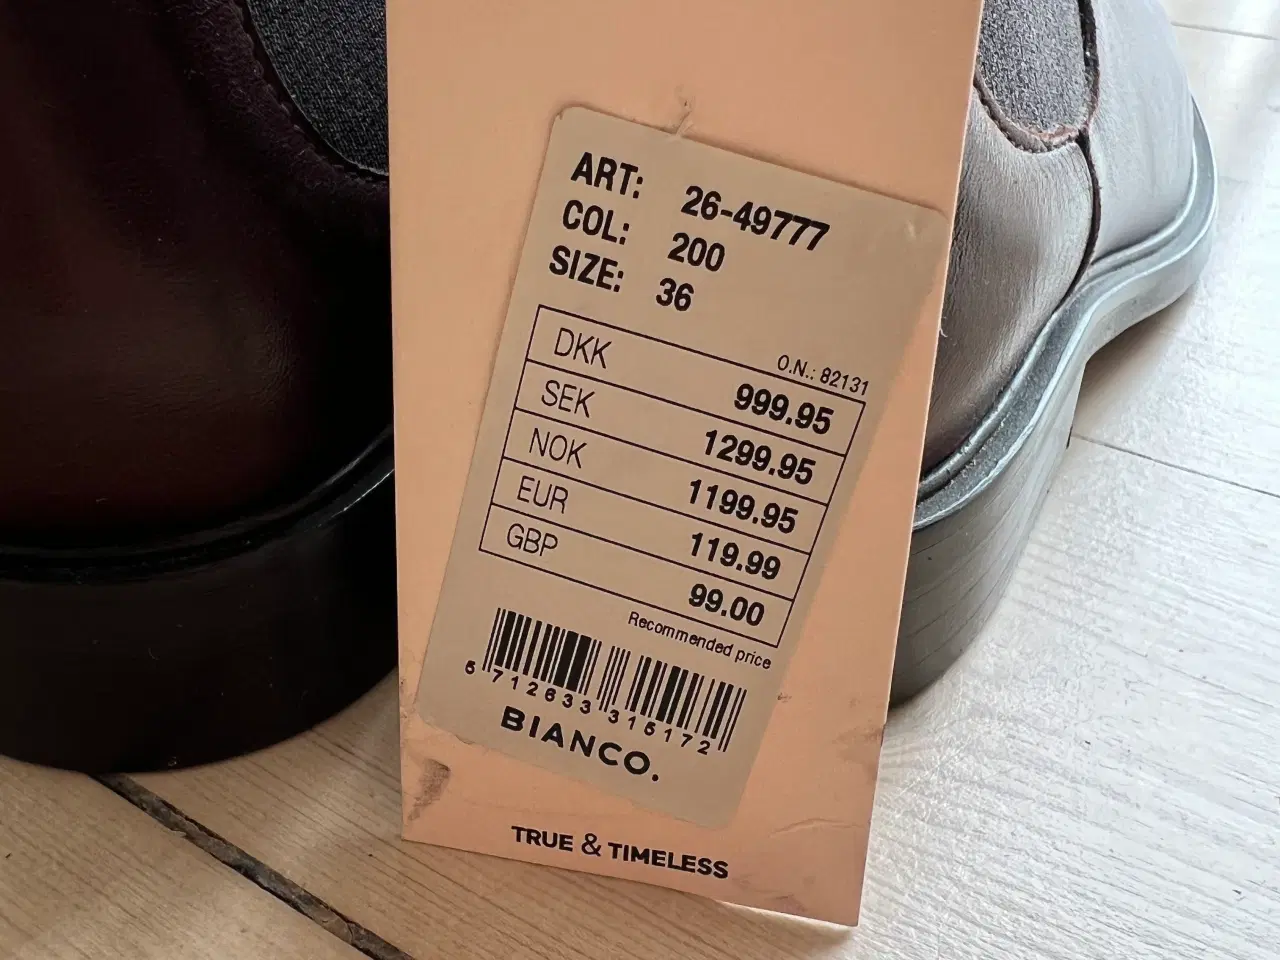 ART: 26-49777
COL: 200
SIZE: 36
O.N.: 82131
DKK 999.95
SEK 1299.95
NOK 1199.95
EUR 119.99
GBP 99.00
Recommended price
5 712633 315172
BIANCO.
TRUE & TIMELESS